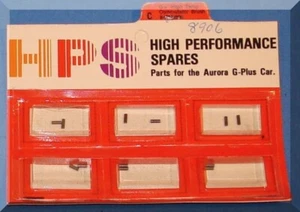 C
8906
HPS
HIGH PERFORMANCE
SPARES
Parts for the Aurora G-Plus Car.